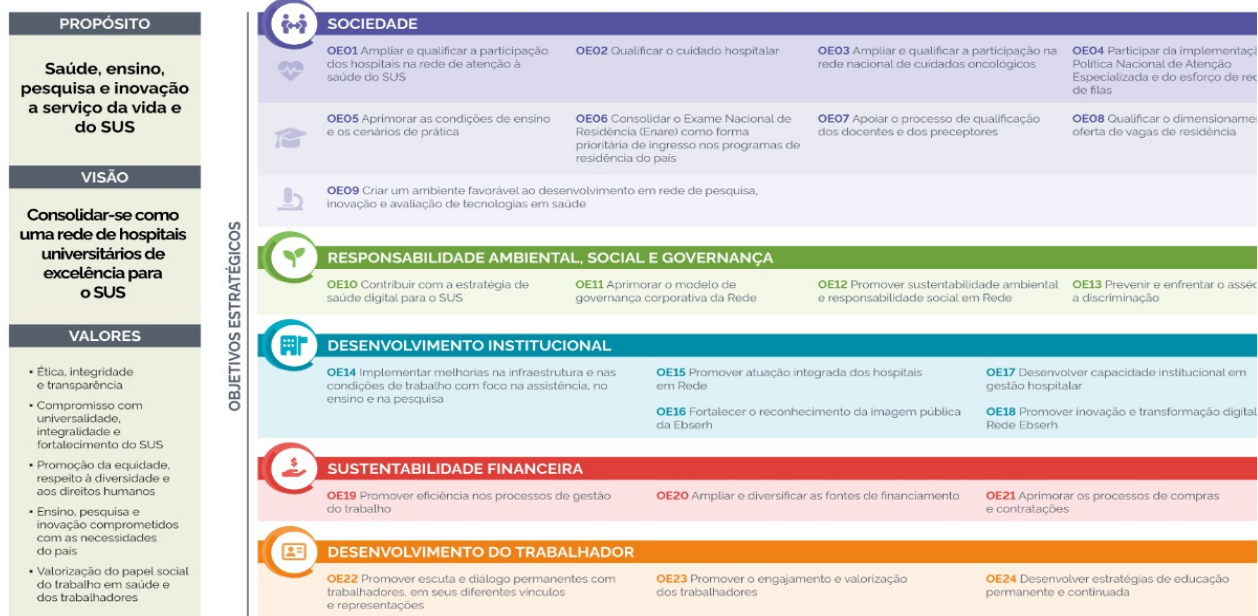 PROPÓSITO
Saúde, ensino,
pesquisa e inovação
a serviço da vida e
do SUS
VISÃO
Consolidar-se como
uma rede de hospitais
universitários de
excelência para
o SUS
VALORES
• Ética, integridade
e transparência
• Compromisso com
universalidade,
integralidade e
fortalecimento do SUS
• Promoção da equidade,
respeito à diversidade e
aos direitos humanos
• Ensino, pesquisa e
inovação comprometidos
com as necessidades
do país
• Valorização do papel social
do trabalho em saúde e
dos trabalhadores
OBJETIVOS ESTRATÉGICOS
SOCIEDADE
OE01 Ampliar e qualificar a participação
dos hospitais na rede de atenção à
saúde do SUS
OE02 Qualificar o cuidado hospitalar
OE03 Ampliar e qualificar a participação na
rede nacional de cuidados oncológicos
OE04 Participar da
Política Nacional de Atenção
Especializada e do esforço de
de filas
OE05 Aprimorar as condições de ensino
e os cenários de prática
OE06 Consolidar o Exame Nacional de
Residência (Enare) como forma
prioritária de ingresso nos programas de
residência do país
OE07 Apoiar o processo de qualificação
dos docentes e dos preceptores
OE08 Qualificar o
oferta de vagas de residência
OE09 Criar um ambiente favorável ao desenvolvimento em rede de pesquisa,
inovação e avaliação de tecnologias em saúde
RESPONSABILIDADE AMBIENTAL, SOCIAL E GOVERNANÇA
OE10 Contribuir com a estratégia de
saúde digital para o SUS
OE11 Aprimorar o modelo de
governança corporativa da Rede
OE12 Promover sustentabilidade ambiental
e responsabilidade social em Rede
OE13 Prevenir e enfrentar o
a discriminação
DESENVOLVIMENTO INSTITUCIONAL
OE14 Implementar melhorias na infraestrutura e nas
condições de trabalho com foco na assistência, no
ensino e na pesquisa
OE15 Promover atuação integrada dos hospitais
em Rede
OE16 Fortalecer o reconhecimento da imagem pública
da Ebserh
OE17 Desenvolver capacidade institucional em
gestão hospitalar
OE18 Promover inovação e transformação digital
Rede Ebserh
SUSTENTABILIDADE FINANCEIRA
OE19 Promover eficiência nos processos de gestão
do trabalho
OE20 Ampliar e diversificar as fontes de financiamento
OE21 Aprimorar os processos de compras
e contratações
DESENVOLVIMENTO DO TRABALHADOR
OE22 Promover escuta e diálogo permanentes com
trabalhadores, em seus diferentes vínculos
e representações
OE23 Promover o engajamento e valorização
dos trabalhadores
OE24 Desenvolver estratégias de educação
permanente e continuada